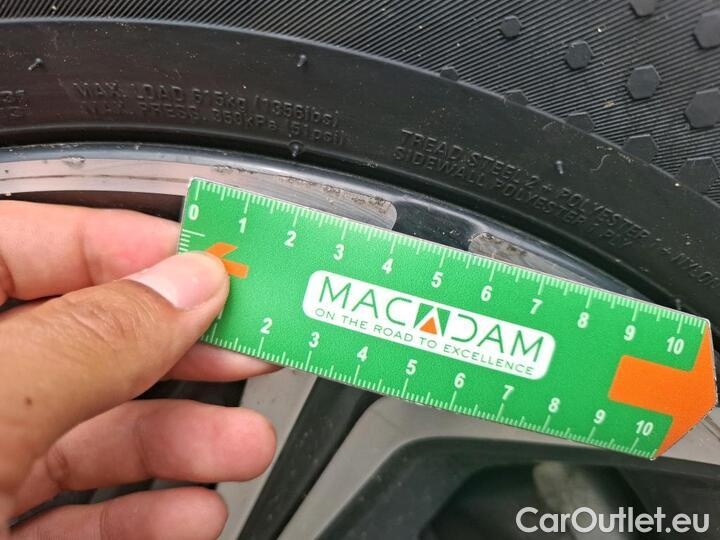 MAX. LOAD 615kg (1356lbs)
MAX. PRESS. 350kPa (51psi)
TREAD STEEL 2 + POLYESTER 1 + NYLON
SIDEWALL POLYESTER 1 PLY
0 1 2 3 4 5 6 7 8 9 10
MACADAM
ON THE ROAD TO EXCELLENCE
2 3 4 5 6 7 8 9 10
CarOutlet.eu